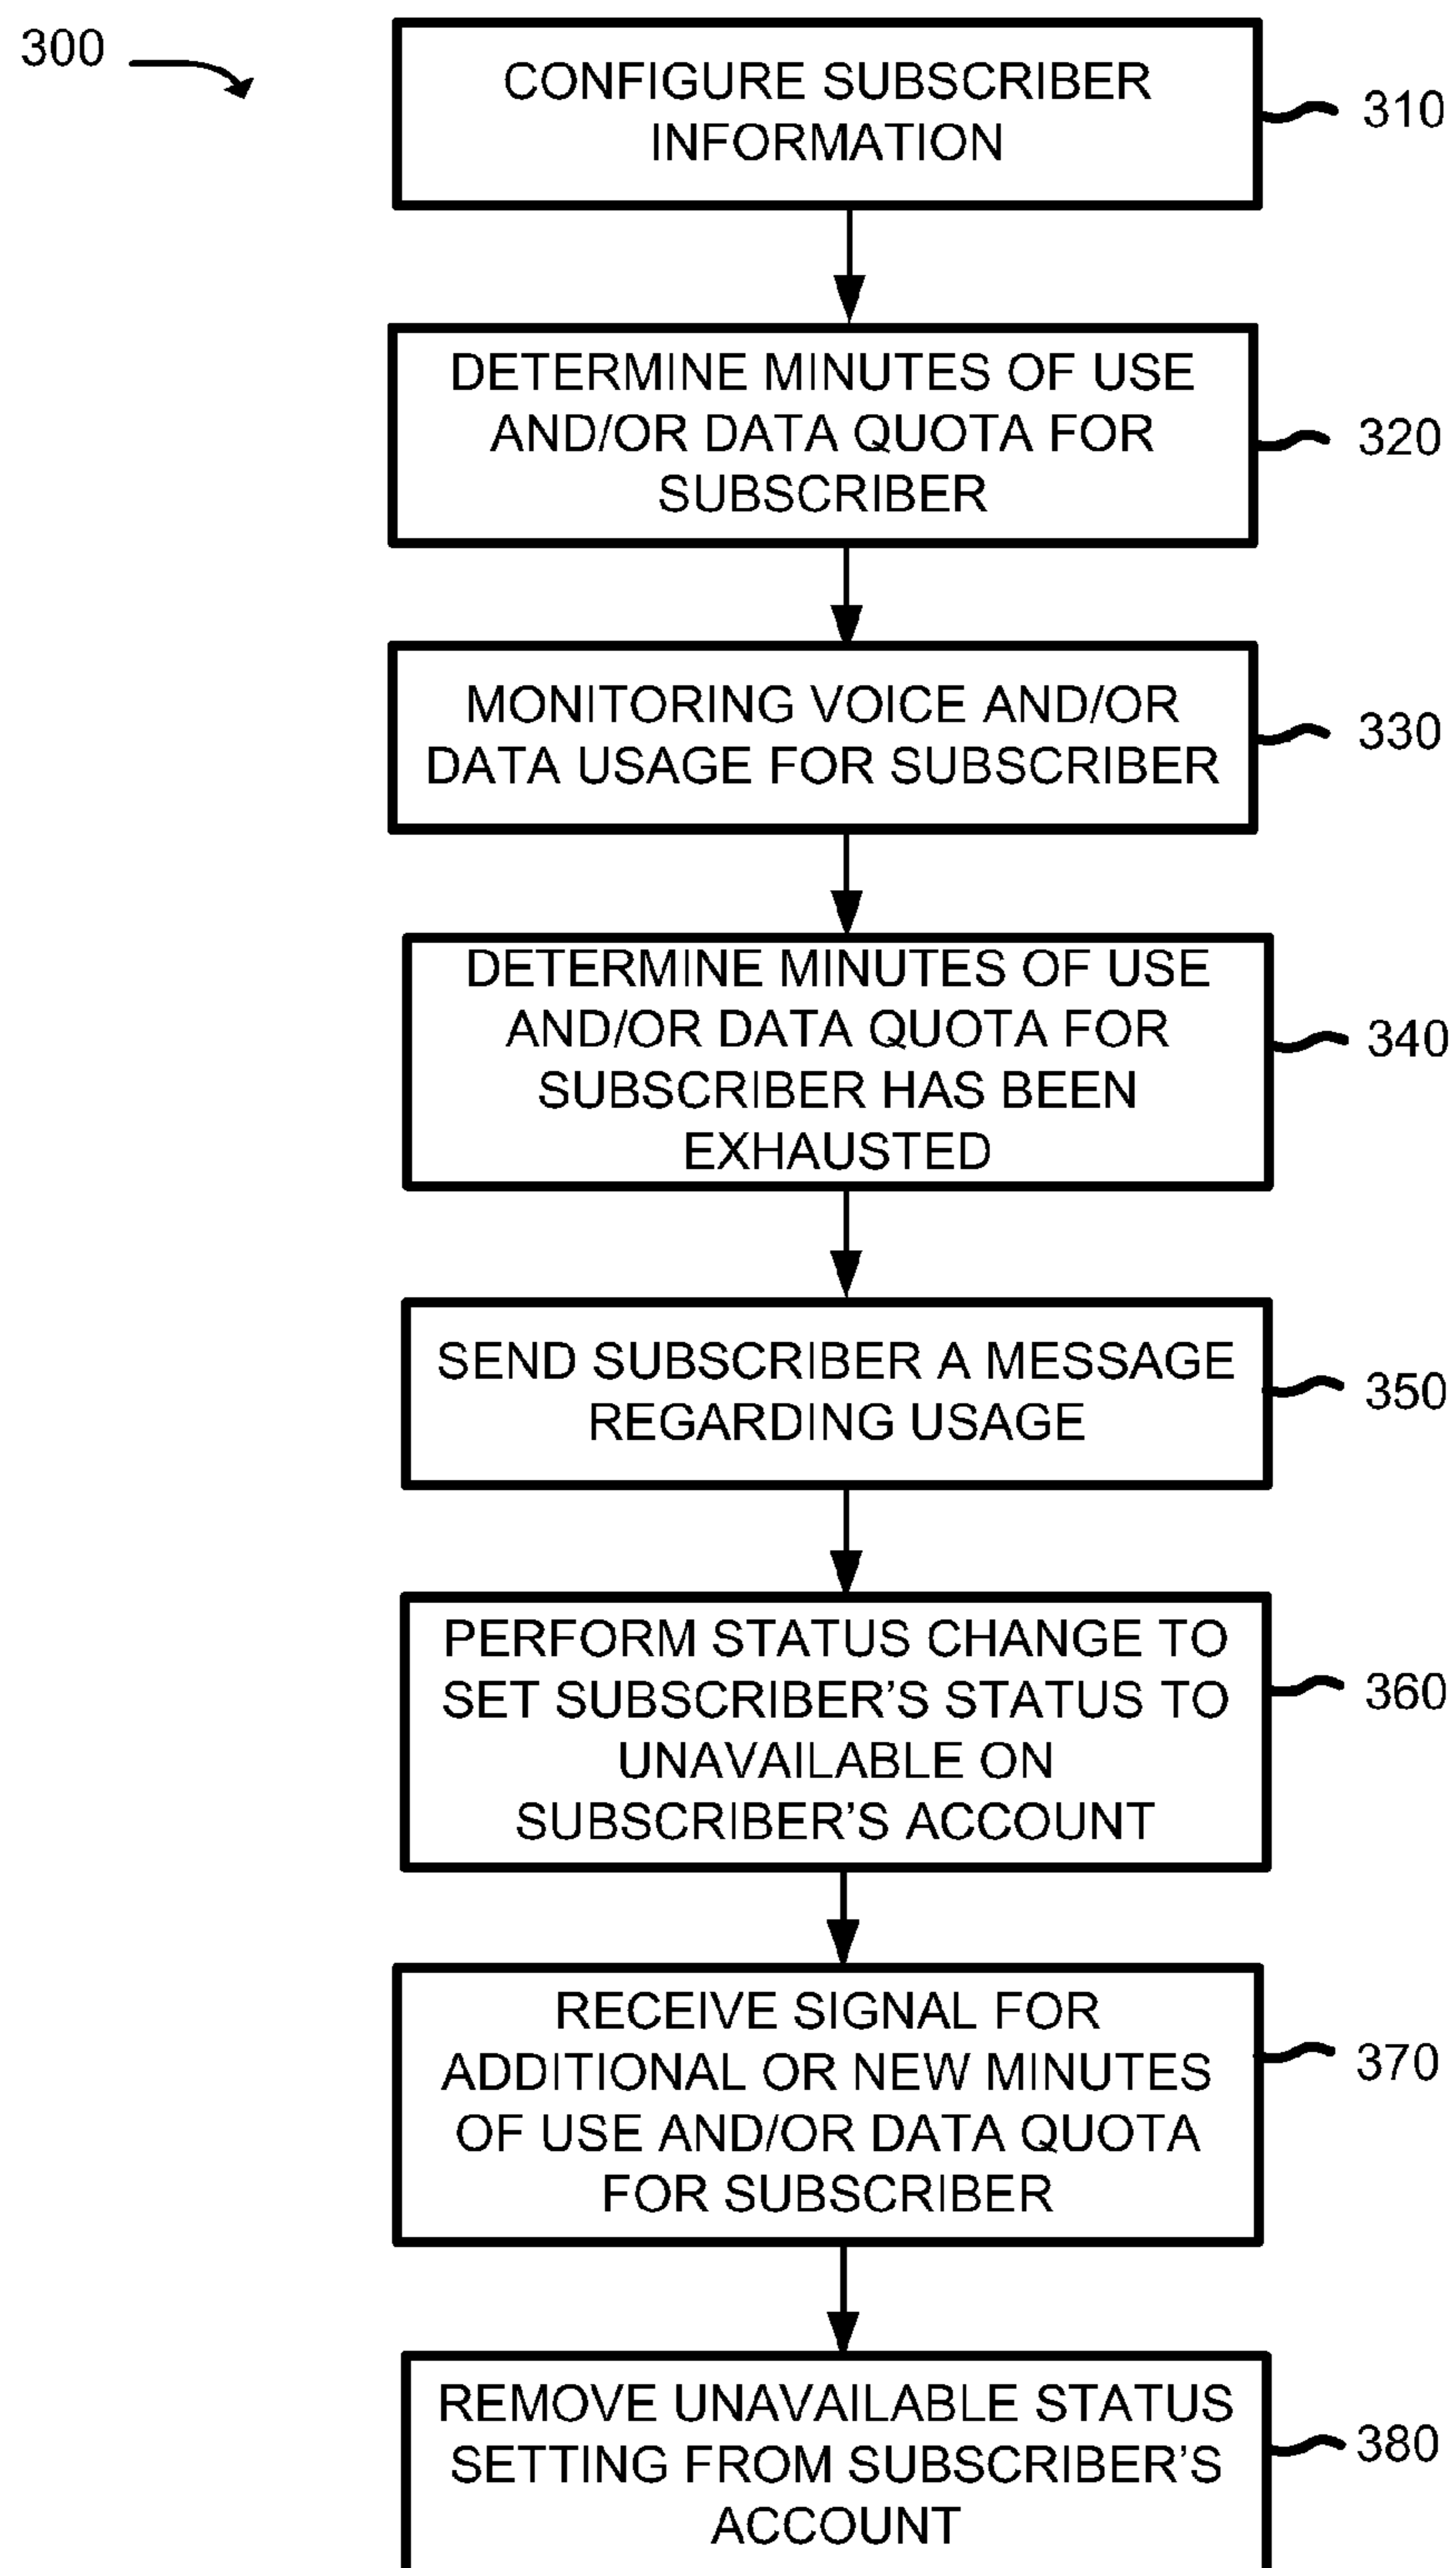 300
CONFIGURE SUBSCRIBER
INFORMATION
310
DETERMINE MINUTES OF USE
AND/OR DATA QUOTA FOR
SUBSCRIBER
320
MONITORING VOICE AND/OR
DATA USAGE FOR SUBSCRIBER
330
DETERMINE MINUTES OF USE
AND/OR DATA QUOTA FOR
SUBSCRIBER HAS BEEN
EXHAUSTED
340
SEND SUBSCRIBER A MESSAGE
REGARDING USAGE
350
PERFORM STATUS CHANGE TO
SET SUBSCRIBER’S STATUS TO
UNAVAILABLE ON
SUBSCRIBER’S ACCOUNT
360
RECEIVE SIGNAL FOR
ADDITIONAL OR NEW MINUTES
OF USE AND/OR DATA QUOTA
FOR SUBSCRIBER
370
REMOVE UNAVAILABLE STATUS
SETTING FROM SUBSCRIBER’S
ACCOUNT
380